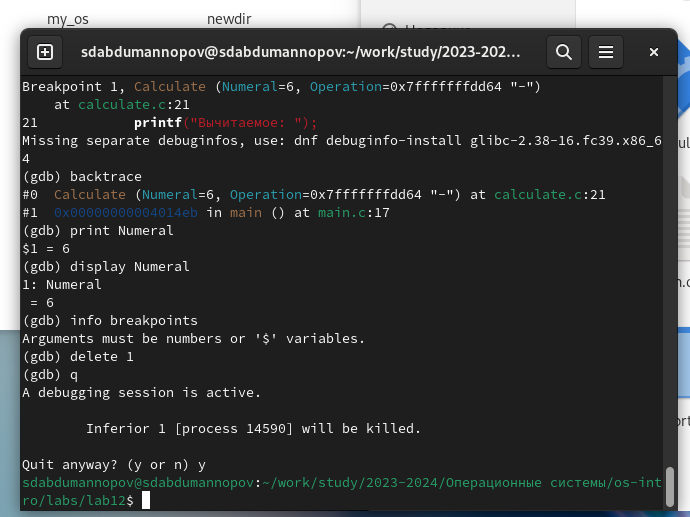 my_os newdir
sdabdumannopov@sdabdumannopov:~/work/study/2023-202...
Breakpoint 1, Calculate (Numeral=6, Operation=0x7fffffffdd64 "-")
    at calculate.c:21
21            printf("Вычитаемое: ");
Missing separate debuginfos, use: dnf debuginfo-install glibc-2.38-16.fc39.x86_6
4
(gdb) backtrace
#0  Calculate (Numeral=6, Operation=0x7fffffffdd64 "-") at calculate.c:21
#1  0x00000000004014eb in main () at main.c:17
(gdb) print Numeral
$1 = 6
(gdb) display Numeral
1: Numeral
 = 6
(gdb) info breakpoints
Arguments must be numbers or '$' variables.
(gdb) delete 1
(gdb) q
A debugging session is active.
        Inferior 1 [process 14590] will be killed.
Quit anyway? (y or n) y
sdabdumannopov@sdabdumannopov:~/work/study/2023-2024/Операционные системы/os-int
ro/labs/lab12$